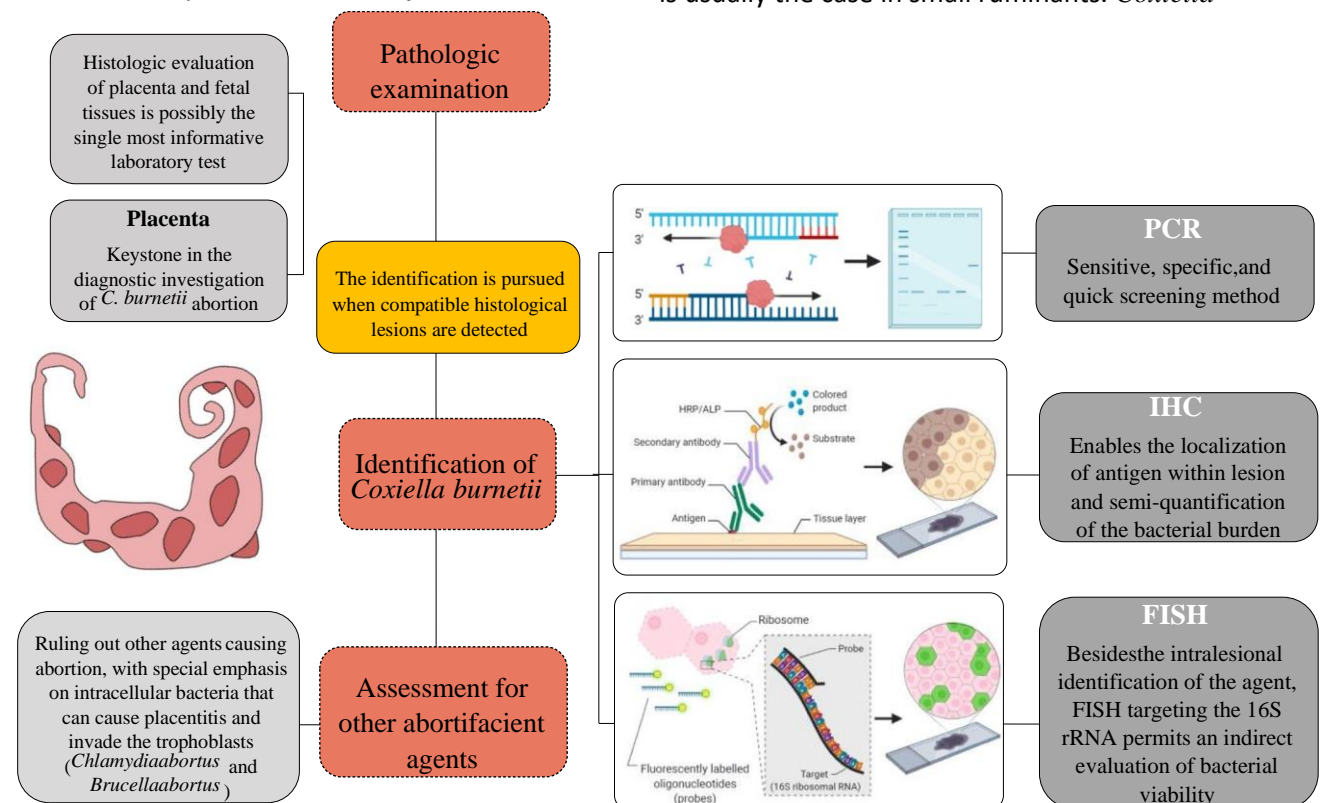 is usually the case in small ruminants. Coxiella
Pathologic
examination
Histologic evaluation
of placenta and fetal
tissues is possibly the
single most informative
laboratory test
Placenta
Keystone in the
diagnostic investigation
of C. burnetii abortion
The identification is pursued
when compatible histological
lesions are detected
5'
3'
5'
3'
PCR
Sensitive, specific,and
quick screening method
Identification of
Coxiella burnetii
HRP/ALP
Colored
product
Secondary antibody
Substrate
Primary antibody
Antigen
Tissue layer
IHC
Enables the localization
of antigen within lesion
and semi-quantification
of the bacterial burden
Ruling out other agents causing
abortion, with special emphasis
on intracellular bacteria that
can cause placentitis and
invade the trophoblasts
(Chlamydiaabortus and
Brucellaabortus )
Assessment for
other abortifacient
agents
Ribosome
Probe
Fluorescently labelled
oligonucleotides
(probes)
Target
(16S ribosomal RNA)
FISH
Besidesthe intralesional
identification of the agent,
FISH targeting the 16S
rRNA permits an indirect
evaluation of bacterial
viability